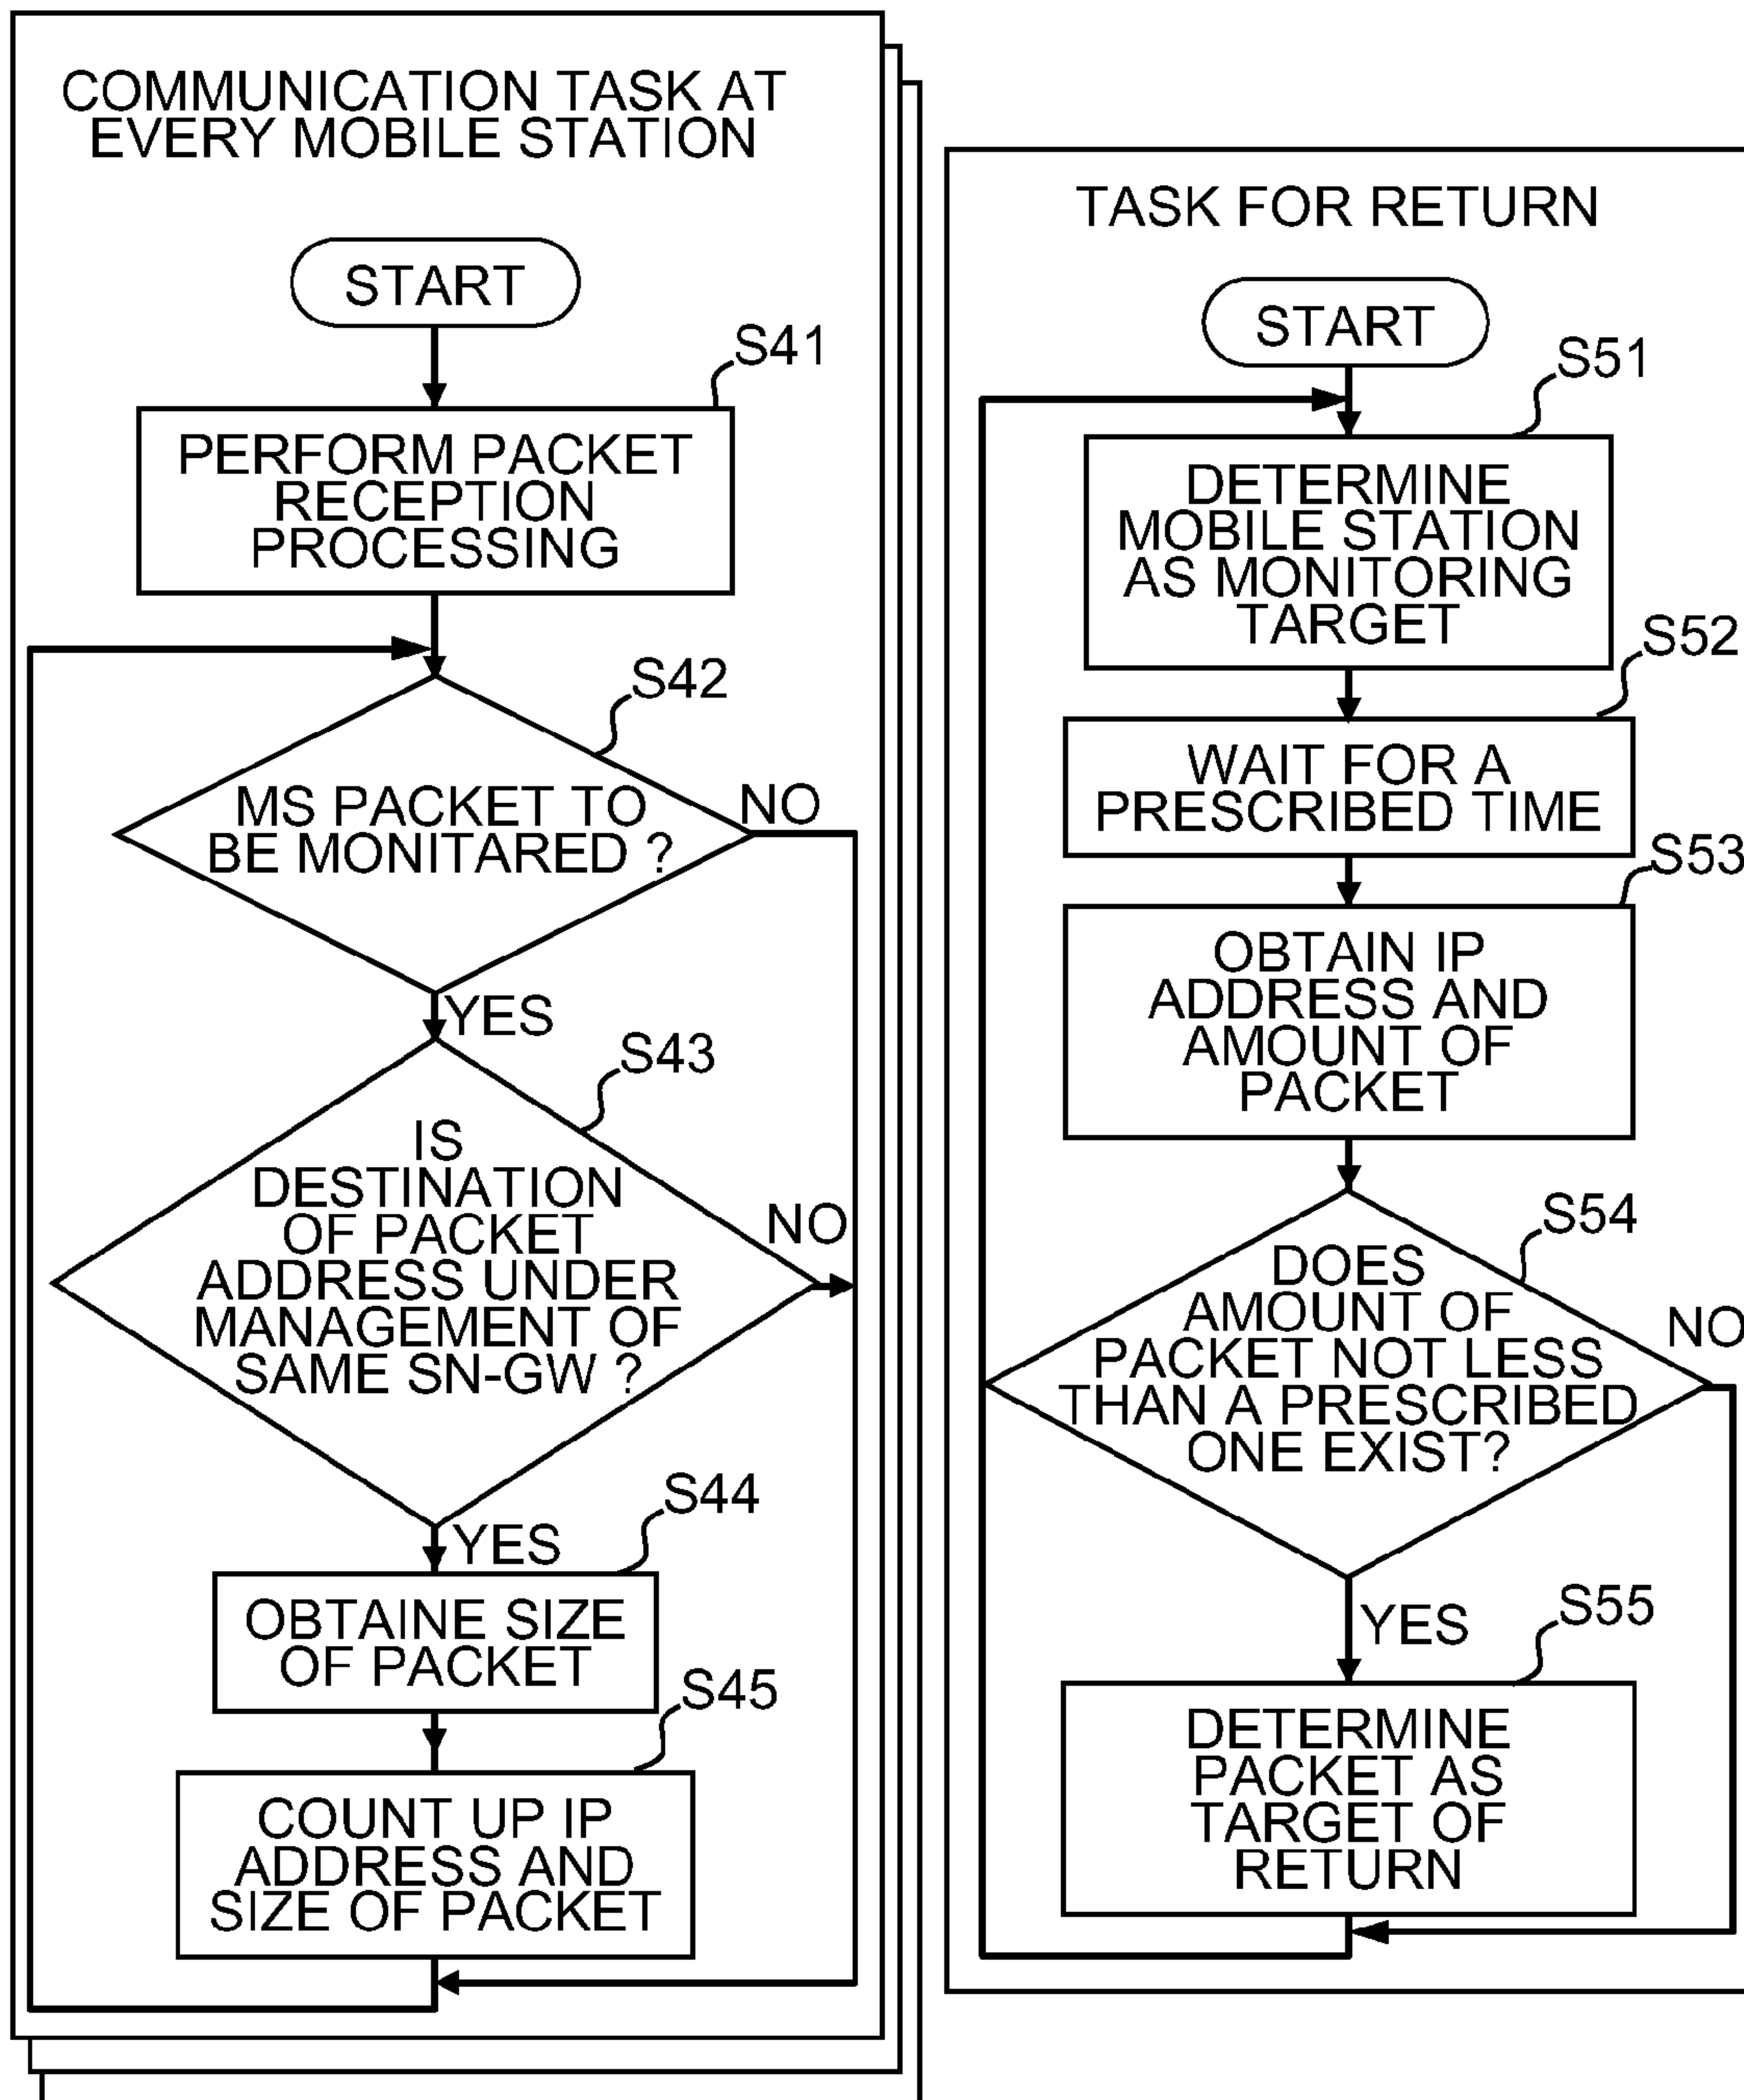 COMMUNICATION TASK AT
EVERY MOBILE STATION
START
S41
PERFORM PACKET
RECEPTION
PROCESSING
S42
MS PACKET TO
BE MONITARED ?
NO
YES
S43
IS
DESTINATION
OF PACKET
ADDRESS UNDER
MANAGEMENT OF
SAME SN-GW ?
NO
YES
S44
OBTAINE SIZE
OF PACKET
S45
COUNT UP IP
ADDRESS AND
SIZE OF PACKET
TASK FOR RETURN
START
S51
DETERMINE
MOBILE STATION
AS MONITORING
TARGET
S52
WAIT FOR A
PRESCRIBED TIME
S53
OBTAIN IP
ADDRESS AND
AMOUNT OF
PACKET
S54
DOES
AMOUNT OF
PACKET NOT LESS
THAN A PRESCRIBED
ONE EXIST?
NO
YES
S55
DETERMINE
PACKET AS
TARGET OF
RETURN